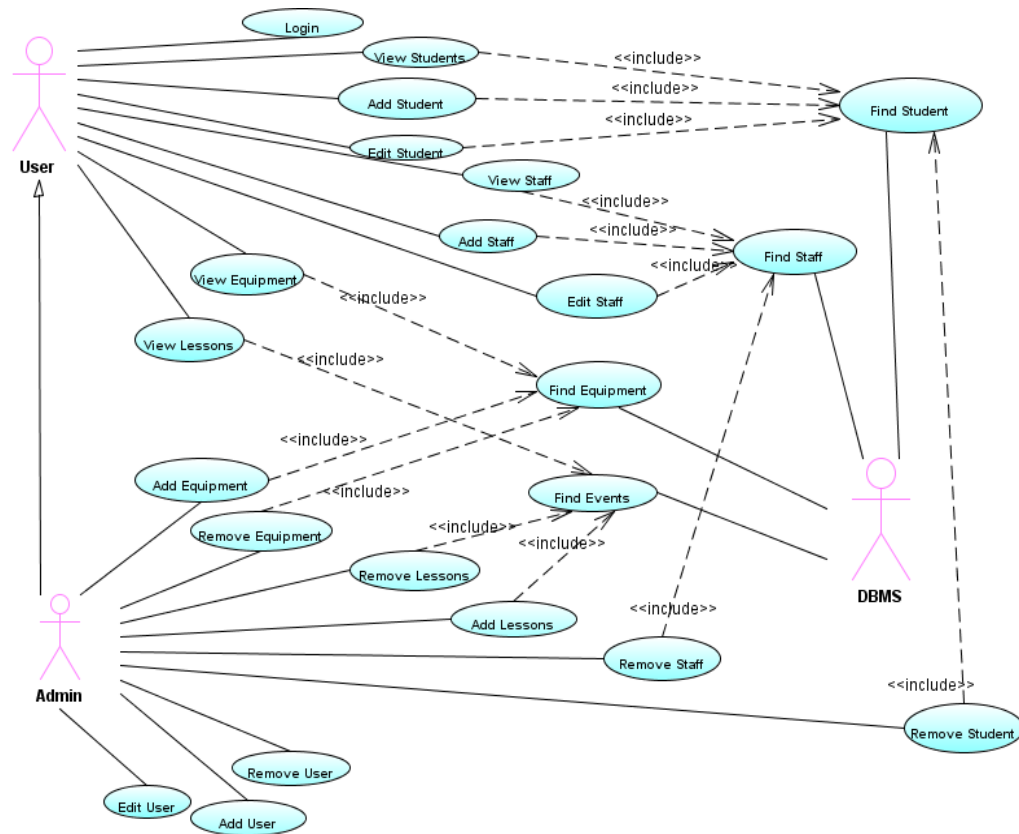 Login
View Students
<<include>>
Add Student
<<include>>
Find Student
<<include>>
Edit Student
User
View Staff
<<include>>
Add Staff
<<include>>
Find Staff
<<include>>
View Equipment
<<include>>
Edit Staff
View Lessons
<<include>>
Find Equipment
<<include>>
Add Equipment
<<include>>
Find Events
Remove Equipment
<<include>>
<<include>>
Remove Lessons
DBMS
<<include>>
Add Lessons
Remove Staff
Admin
<<include>>
Remove Student
Remove User
Edit User
Add User